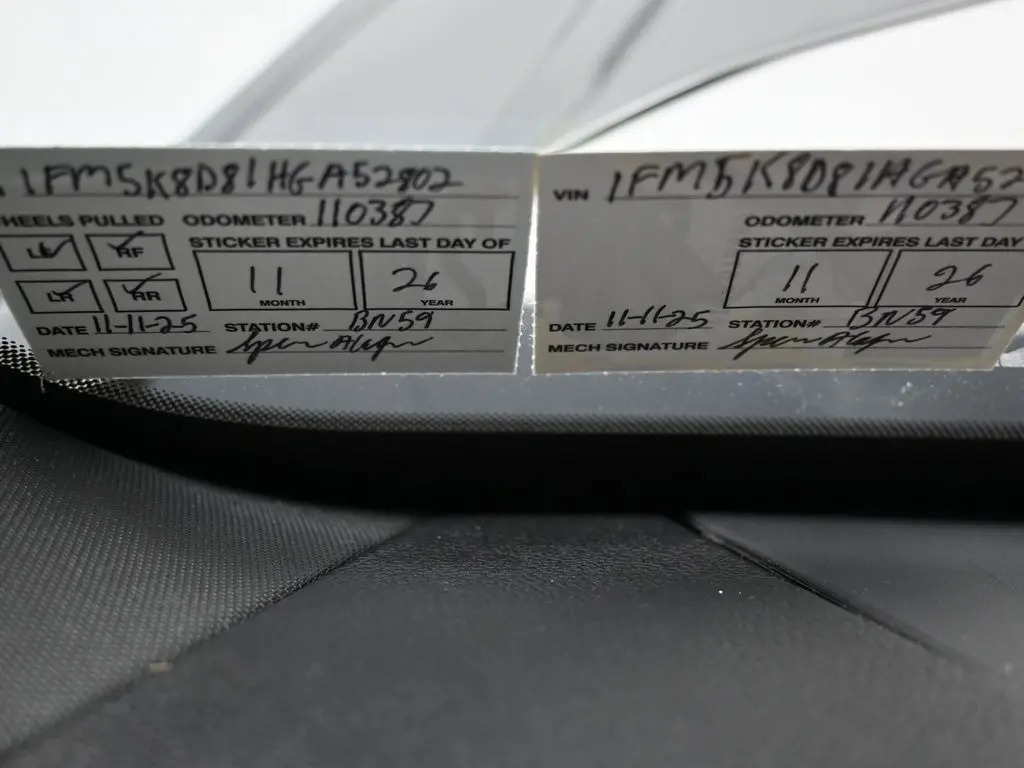 1FM5K8D81HGA52802
WHEELS PULLED ODOMETER 110387
LF RF
LR RR
STICKER EXPIRES LAST DAY OF
11 26
MONTH YEAR
DATE 11-11-25 STATION# BN59
MECH SIGNATURE
VIN 1FM5K8D81HGA52
ODOMETER 110387
STICKER EXPIRES LAST DAY
11 26
MONTH YEAR
DATE 11-11-25 STATION# BN59
MECH SIGNATURE